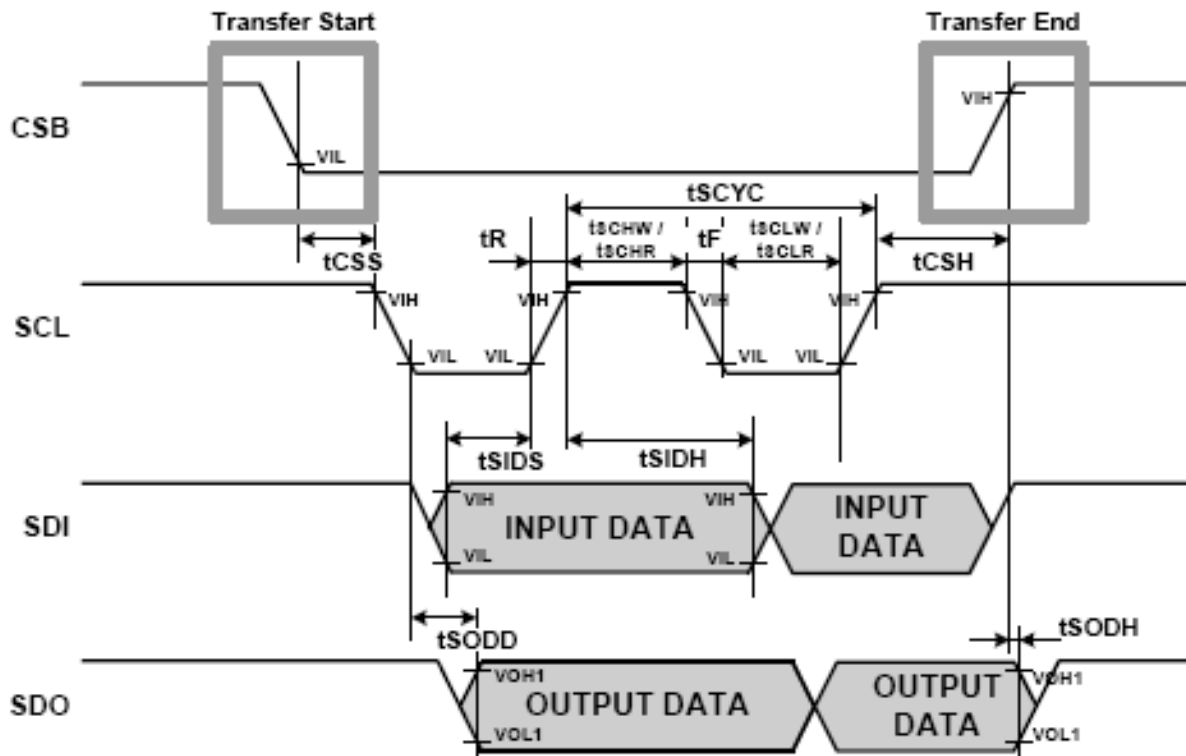 Transfer Start
Transfer End
CSB
VIL
VIH
tSCYC
tCSS
tR
tSCHW /
tSCHR
tF
tSCLW /
tSCLR
tCSH
SCL
VIH
VIH
VIH
VIH
VIL
VIL
VIL
VIL
tSIDS
tSIDH
SDI
VIH
VIL
INPUT DATA
VIH
VIL
INPUT
DATA
tSODD
tSODH
SDO
VOH1
VOL1
OUTPUT DATA
OUTPUT
DATA
VOH1
VOL1